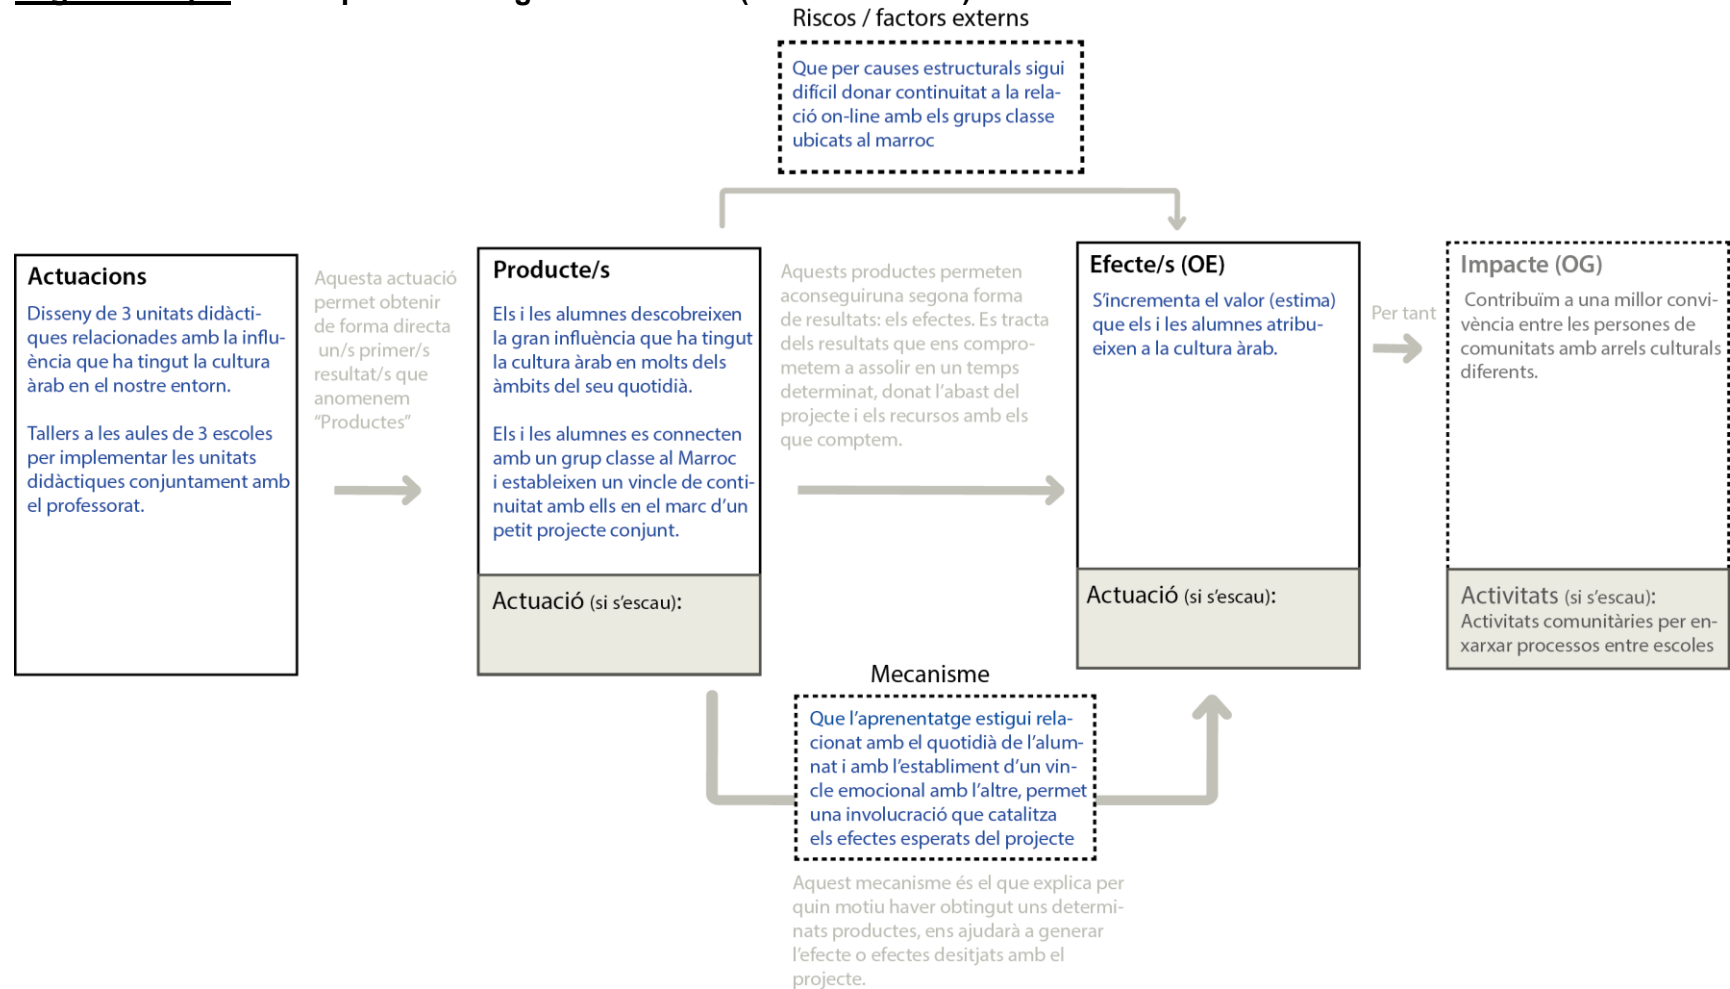 Riscos / factors externs
Que per causes estructurals sigui
difícil donar continuitat a la rela-
ció on-line amb els grups classe
ubicats al marroc
Actuacions
Disseny de 3 unitats didàcti-
ques relacionades amb la influ-
ència que ha tingut la cultura
àrab en el nostre entorn.
Tallers a les aules de 3 escoles
per implementar les unitats
didàctiques conjuntament amb
el professorat.
Aquesta actuació
permet obtenir
de forma directa
un/s primer/s
resultat/s que
anomenem
“Productes”
Producte/s
Els i les alumnes descobreixen
la gran influència que ha tingut
la cultura àrab en molts dels
àmbits del seu quotidià.
Els i les alumnes es connecten
amb un grup classe al Marroc
i estableixen un vincle de conti-
nuitat amb ells en el marc d’un
petit projecte conjunt.
Actuació (si s’escau):
Aquests productes permeten
aconseguiruna segona forma
de resultats: els efectes. Es tracta
dels resultats que ens compro-
metem a assolir en un temps
determinat, donat l’abast del
projecte i els recursos amb els
que comptem.
Efecte/s (OE)
S’incrementa el valor (estima)
que els i les alumnes atribu-
eixen a la cultura àrab.
Actuació (si s’escau):
Per tant
Impacte (OG)
Contribuïm a una millor convi-
vència entre les persones de
comunitats amb arrels culturals
diferents.
Activitats (si s’escau):
Activitats comunitàries per en-
xarxar processos entre escoles
Mecanisme
Que l’aprenentatge estigui rela-
cionat amb el quotidià de l’alum-
nat i amb l’establiment d’un vin-
cle emocional amb l’altre, permet
una involucració que catalitza
els efectes esperats del projecte
Aquest mecanisme és el que explica per
quin motiu haver obtingut uns determi-
nats productes, ens ajudarà a generar
l’efecte o efectes desitjats amb el
projecte.